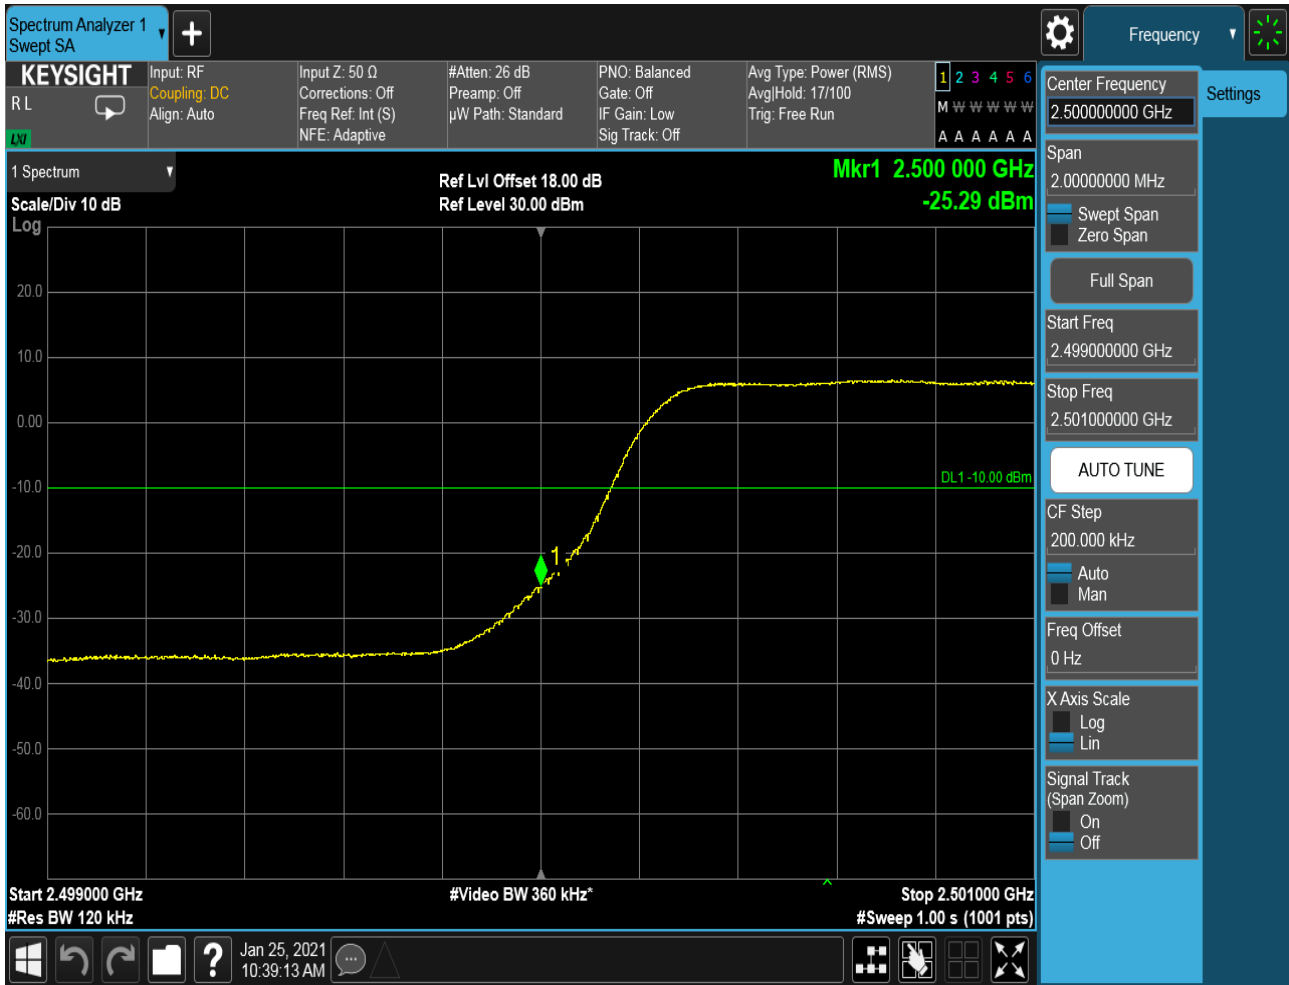 Spectrum Analyzer 1
Swept SA
Frequency
KEYSIGHT
R L
LXI
Input: RF
Coupling: DC
Align: Auto
Input Z: 50 Ω
Corrections: Off
Freq Ref: Int (S)
NFE: Adaptive
#Atten: 26 dB
Preamp: Off
µW Path: Standard
PNO: Balanced
Gate: Off
IF Gain: Low
Sig Track: Off
Avg Type: Power (RMS)
Avg|Hold: 17/100
Trig: Free Run
1 2 3 4 5 6
M W W W W W
A A A A A A
1 Spectrum
Scale/Div 10 dB
Log
Ref Lvl Offset 18.00 dB
Ref Level 30.00 dBm
Mkr1 2.500 000 GHz
-25.29 dBm
20.0
10.0
0.00
-10.0
-20.0
-30.0
-40.0
-50.0
-60.0
DL1 -10.00 dBm
1
Start 2.499000 GHz
#Res BW 120 kHz
#Video BW 360 kHz*
Stop 2.501000 GHz
#Sweep 1.00 s (1001 pts)
Center Frequency
2.500000000 GHz
Settings
Span
2.00000000 MHz
Swept Span
Zero Span
Full Span
Start Freq
2.499000000 GHz
Stop Freq
2.501000000 GHz
AUTO TUNE
CF Step
200.000 kHz
Auto
Man
Freq Offset
0 Hz
X Axis Scale
Log
Lin
Signal Track
(Span Zoom)
On
Off
?
Jan 25, 2021
10:39:13 AM